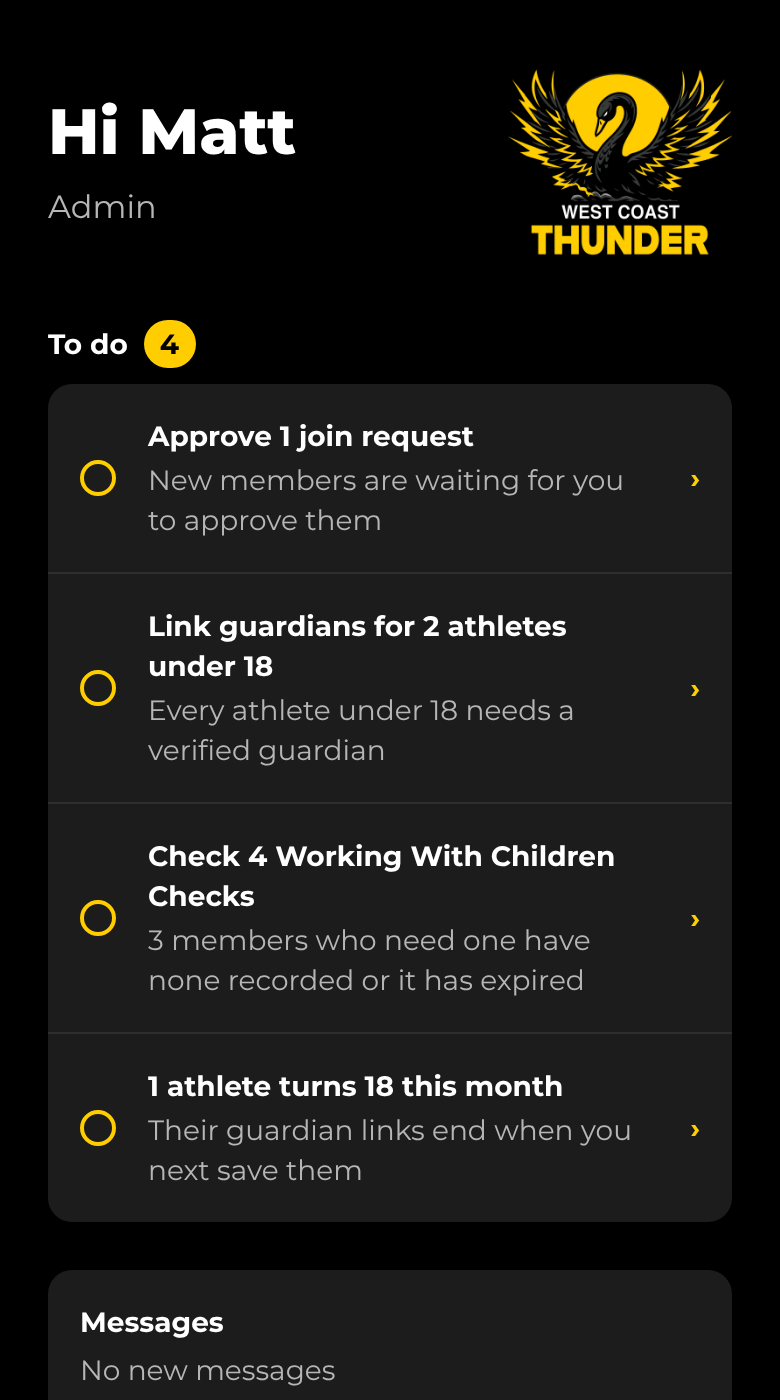 Hi Matt
Admin
WEST COAST
THUNDER
To do 4
Approve 1 join request
New members are waiting for you
to approve them
›
Link guardians for 2 athletes
under 18
Every athlete under 18 needs a
verified guardian
›
Check 4 Working With Children
Checks
3 members who need one have
none recorded or it has expired
›
1 athlete turns 18 this month
Their guardian links end when you
next save them
›
Messages
No new messages